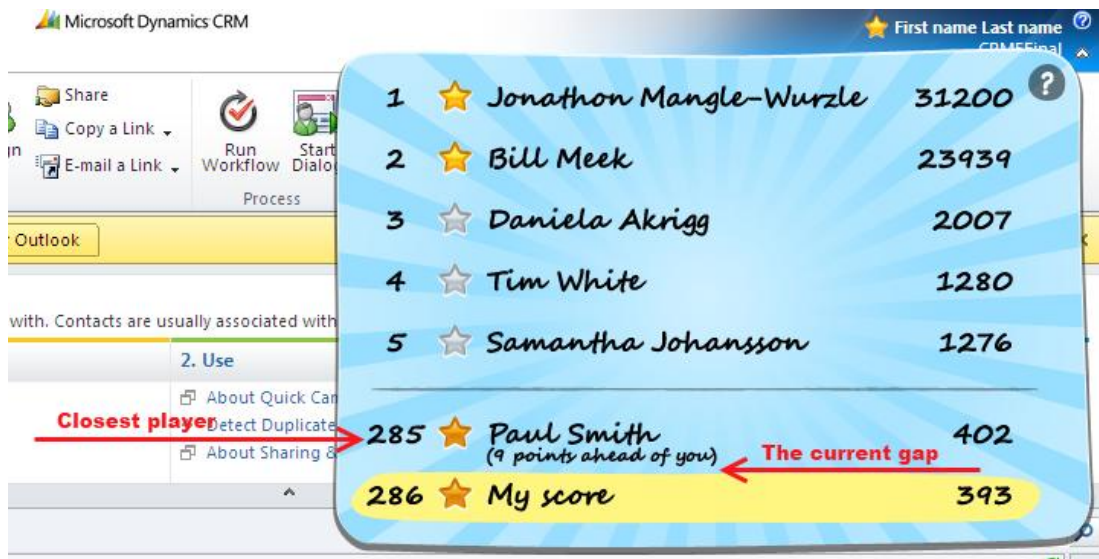 Microsoft Dynamics CRM
First name Last name
CRM5Final
Share
Copy a Link
E-mail a Link
Run
Workflow
Start
Process
Outlook
with. Contacts are usually associated with
2. Use
About Quick
Detect Duplicate
About Sharing &
1 Jonathon Mangle-Wurzle 31200
?
2 Bill Meek 23939
3 Daniela Akrigg 2007
4 Tim White 1280
5 Samantha Johansson 1276
Closest player
285 Paul Smith 402
(9 points ahead of you)
The current gap
286 My score 393